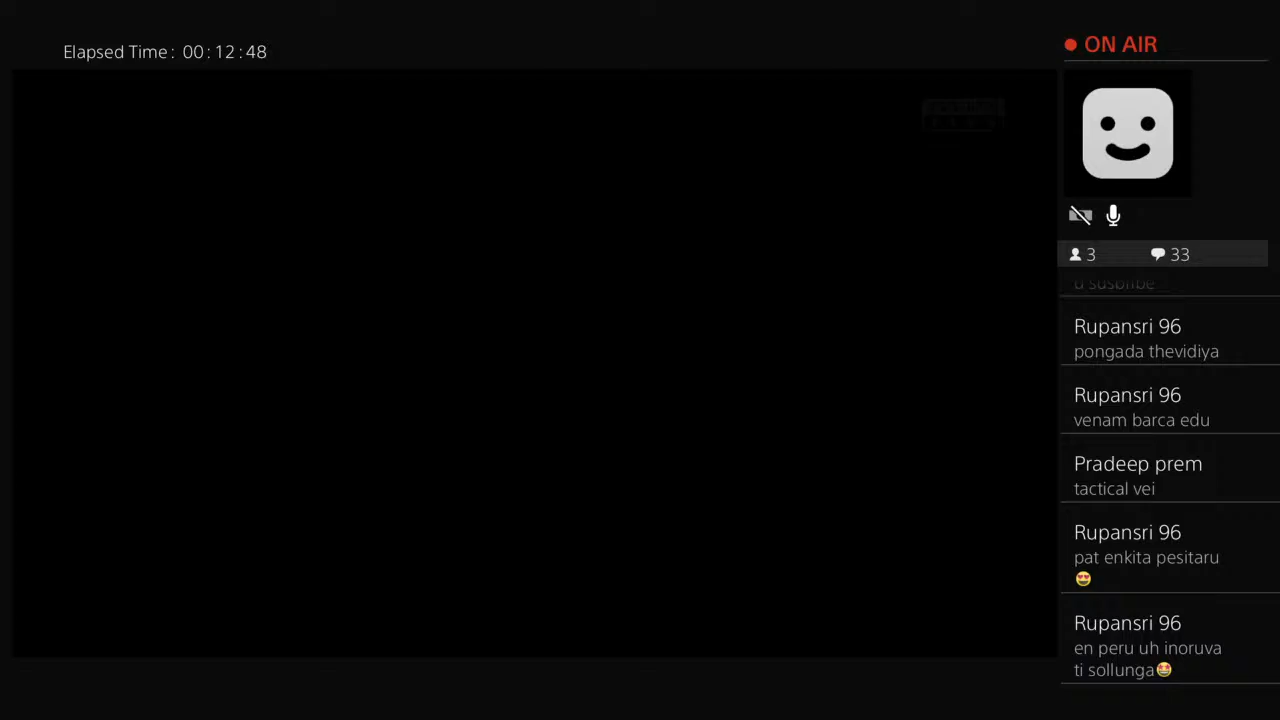 Elapsed Time: 00:12:48
ON AIR
3 33
u susbribe
Rupansri 96
pongada thevidiya
Rupansri 96
venam barca edu
Pradeep prem
tactical vei
Rupansri 96
pat enkita pesitaru
😍
Rupansri 96
en peru uh inoruva
ti sollunga🤩